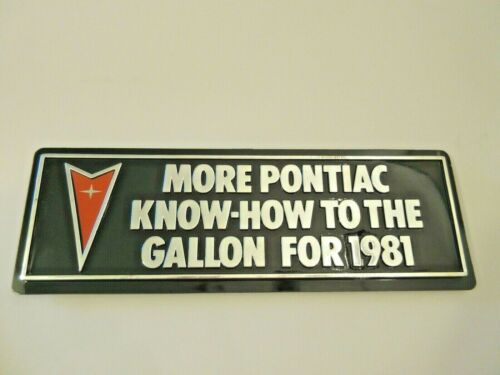 MORE PONTIAC
KNOW-HOW TO THE
GALLON FOR 1981